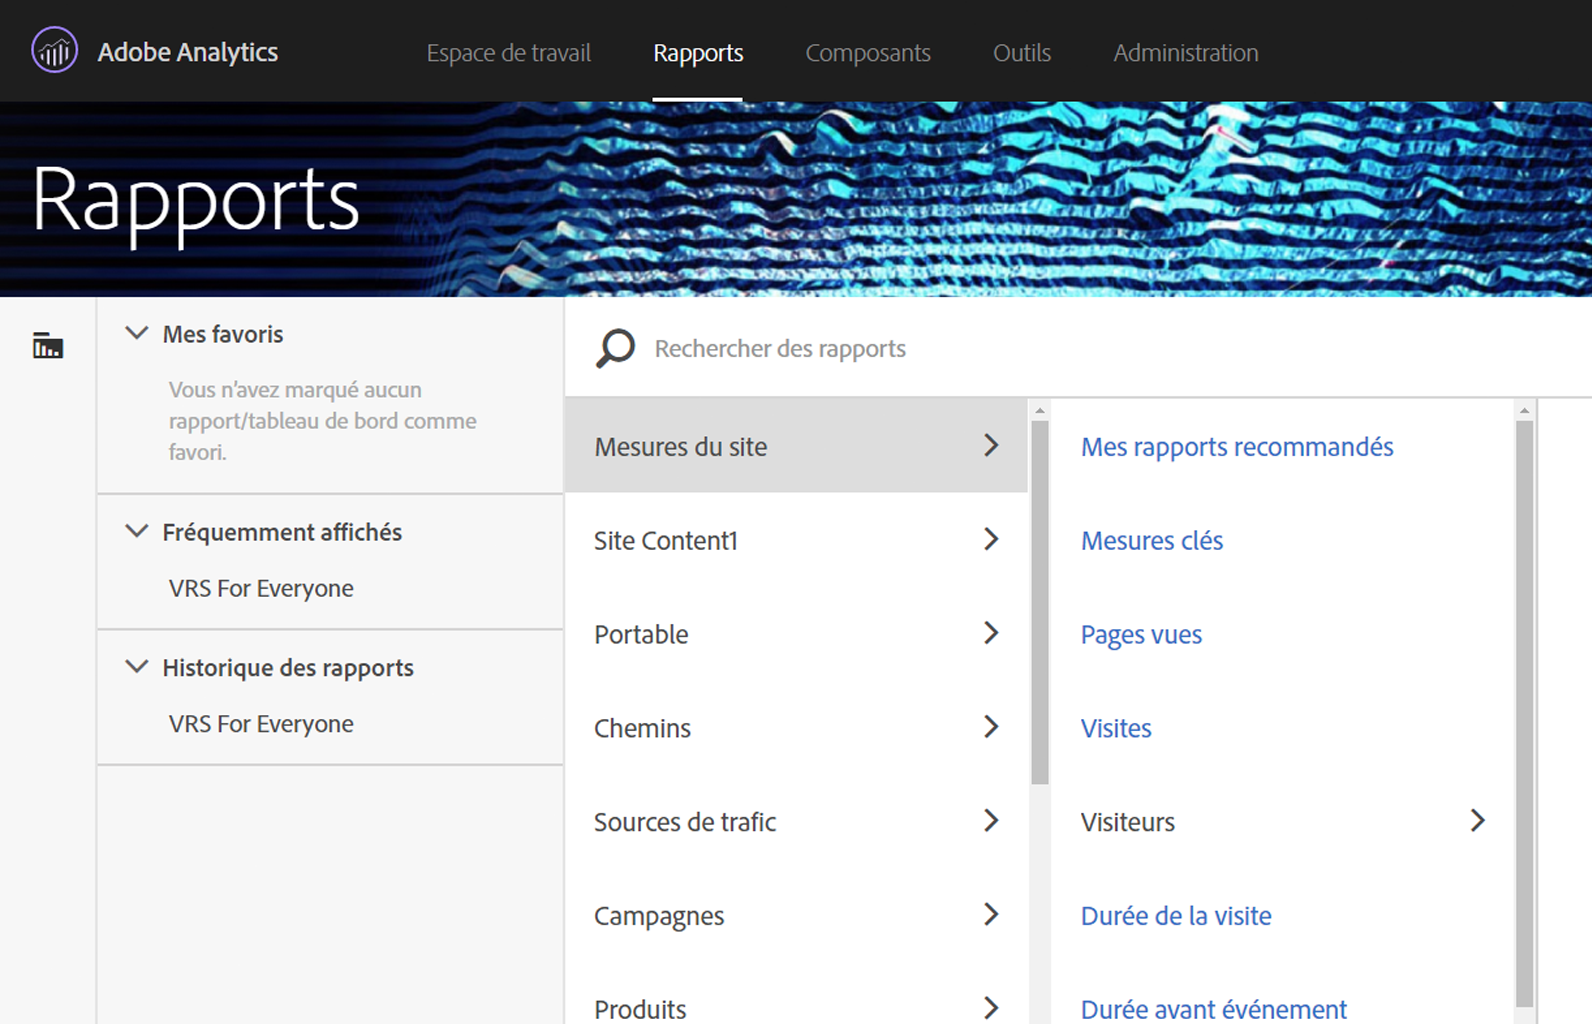 Adobe Analytics
Espace de travail
Rapports
Composants
Outils
Administration
Rapports
Mes favoris
Vous n’avez marqué aucun
rapport/tableau de bord comme
favori.
Fréquemment affichés
VRS For Everyone
Historique des rapports
VRS For Everyone
Rechercher des rapports
Mesures du site
Site Content1
Portable
Chemins
Sources de trafic
Campagnes
Produits
Mes rapports recommandés
Mesures clés
Pages vues
Visites
Visiteurs
Durée de la visite
Durée avant événement